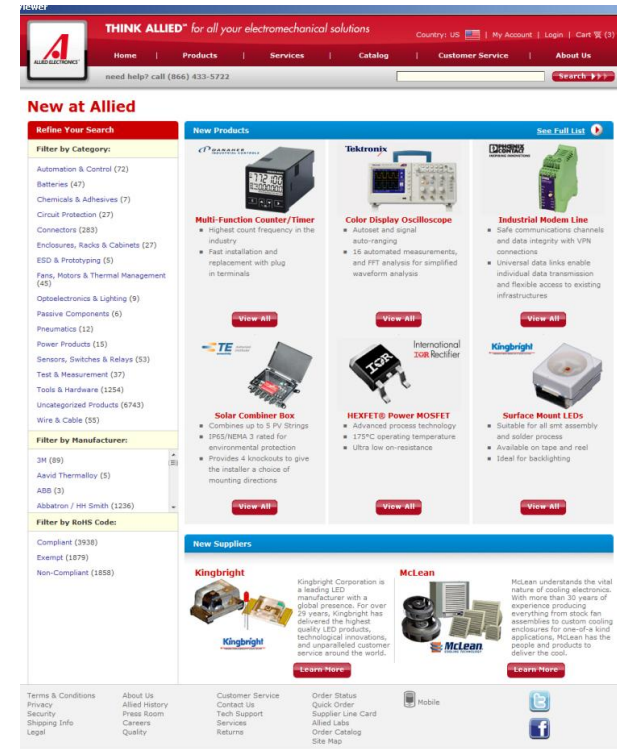 iewer
THINK ALLIED™ for all your electromechanical solutions
Country: US | My Account | Login | Cart (3)
ALLIED ELECTRONICS
Home | Products | Services | Catalog | Customer Service | About Us
need help? call (866) 433-5722
Search
New at Allied
Refine Your Search
Filter by Category:
Automation & Control (72)
Batteries (47)
Chemicals & Adhesives (7)
Circuit Protection (27)
Connectors (283)
Enclosures, Racks & Cabinets (27)
ESD & Prototyping (5)
Fans, Motors & Thermal Management
(45)
Optoelectronics & Lighting (9)
Passive Components (6)
Pneumatics (12)
Power Products (15)
Sensors, Switches & Relays (53)
Test & Measurement (37)
Tools & Hardware (1254)
Uncategorized Products (6743)
Wire & Cable (55)
Filter by Manufacturer:
3M (89)
Aavid Thermalloy (5)
ABB (3)
Abbatron / HH Smith (1236)
Filter by RoHS Code:
Compliant (3938)
Exempt (1879)
Non-Compliant (1858)
New Products
See Full List
DANAHER
INDUSTRIAL CONTROLS
Multi-Function Counter/Timer
Highest count frequency in the
industry
Fast installation and
replacement with plug
in terminals
View All
Tektronix
Color Display Oscilloscope
Autoset and signal
auto-ranging
16 automated measurements,
and FFT analysis for simplified
waveform analysis
View All
PHOENIX
CONTACT
INSPIRING INNOVATIONS
Industrial Modem Line
Safe communications channels
and data integrity with VPN
connections
Universal data links enable
individual data transmission
and flexible access to existing
infrastructures
View All
TE
Solar Combiner Box
Combines up to 5 PV Strings
IP65/NEMA 3 rated for
environmental protection
Provides 4 knockouts to give
the installer a choice of
mounting directions
View All
International
IOR Rectifier
IOR
HEXFET® Power MOSFET
Advanced process technology
175°C operating temperature
Ultra low on-resistance
View All
Kingbright
Surface Mount LEDs
Suitable for all smt assembly
and solder process
Available on tape and reel
Ideal for backlighting
View All
New Suppliers
Kingbright
Kingbright
Kingbright Corporation is
a leading LED
manufacturer with a
global presence. For over
29 years, Kingbright has
delivered the highest
quality LED products,
technological innovations,
and unparalleled customer
service around the world.
Learn More
McLean
McLean
COOLING TECHNOLOGY
McLean understands the vital
nature of cooling electronics.
With more than 30 years of
experience producing
everything from stock fan
assemblies to custom cooling
enclosures for one-of-a kind
applications, McLean has the
people and products to
deliver the cool.
Learn More
Terms & Conditions
Privacy
Security
Shipping Info
Legal
About Us
Allied History
Press Room
Careers
Quality
Customer Service
Contact Us
Tech Support
Services
Returns
Order Status
Quick Order
Supplier Line Card
Allied Labs
Order Catalog
Site Map
Mobile